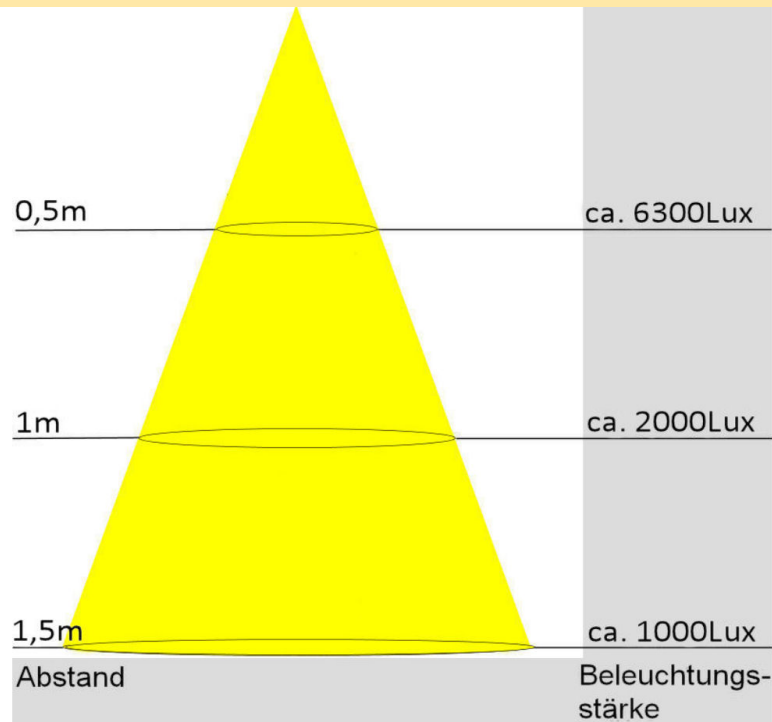 0,5m
ca. 6300Lux
1m
ca. 2000Lux
1,5m
ca. 1000Lux
Abstand
Beleuchtungs-
stärke